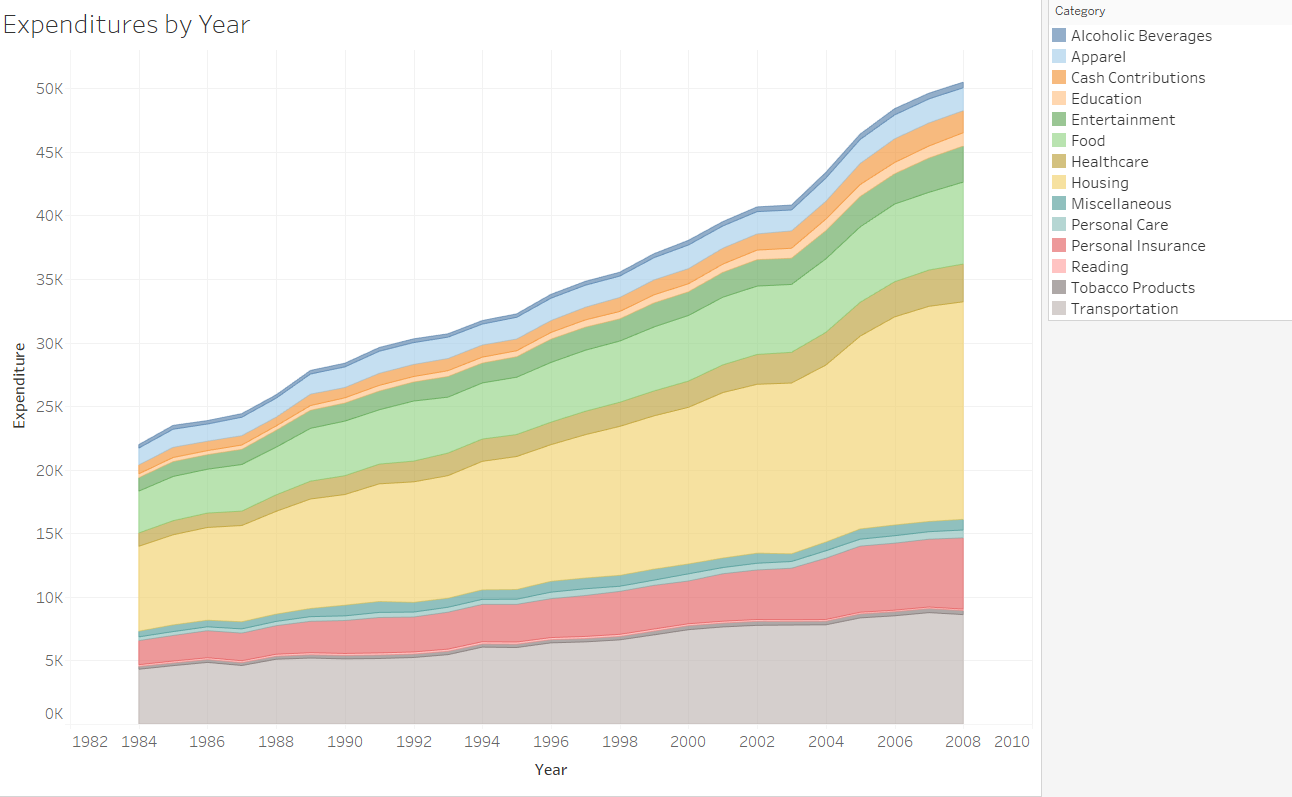 Expenditures by Year
Category
Alcoholic Beverages
Apparel
Cash Contributions
Education
Entertainment
Food
Healthcare
Housing
Miscellaneous
Personal Care
Personal Insurance
Reading
Tobacco Products
Transportation
Expenditure
50K
45K
40K
35K
30K
25K
20K
15K
10K
5K
0K
1982 1984 1986 1988 1990 1992 1994 1996 1998 2000 2002 2004 2006 2008 2010
Year